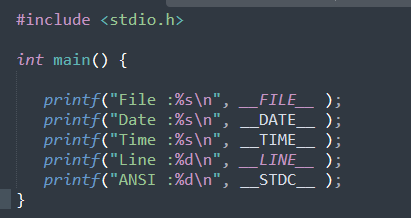 #include <stdio.h>
int main() {
printf("File :%s\n", __FILE__ );
printf("Date :%s\n", __DATE__ );
printf("Time :%s\n", __TIME__ );
printf("Line :%d\n", __LINE__ );
printf("ANSI :%d\n", __STDC__ );
}